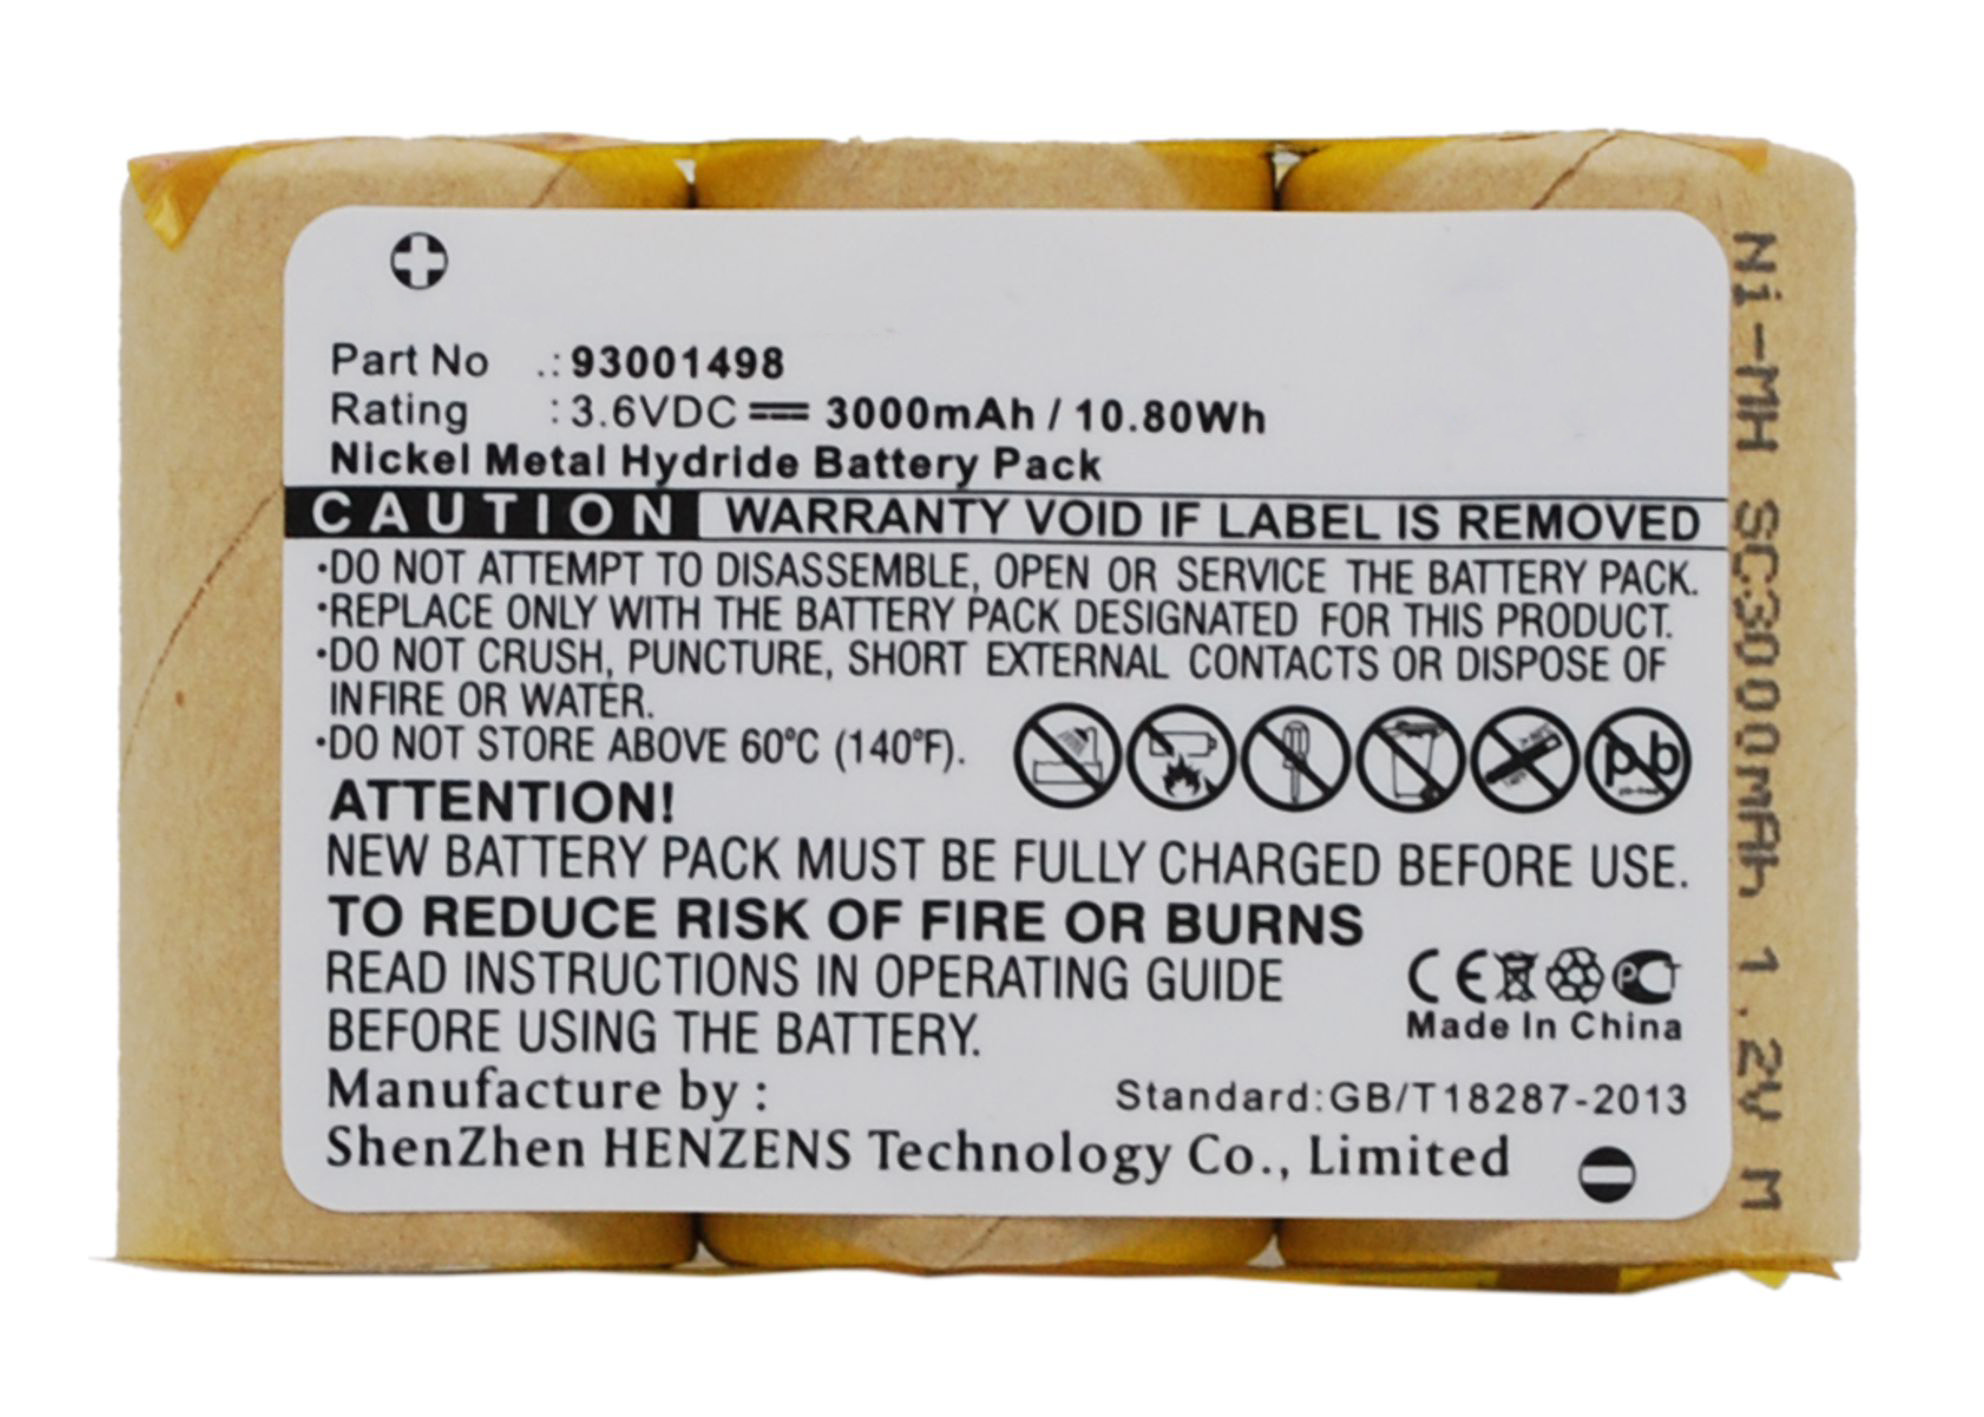 Part No .: 93001498
Rating : 3.6VDC 3000mAh / 10.80Wh
Nickel Metal Hydride Battery Pack
CAUTION WARRANTY VOID IF LABEL IS REMOVED
•DO NOT ATTEMPT TO DISASSEMBLE, OPEN OR SERVICE THE BATTERY PACK.
•REPLACE ONLY WITH THE BATTERY PACK DESIGNATED FOR THIS PRODUCT.
•DO NOT CRUSH, PUNCTURE, SHORT EXTERNAL CONTACTS OR DISPOSE OF
IN FIRE OR WATER.
•DO NOT STORE ABOVE 60°C (140°F).
pb
ATTENTION!
NEW BATTERY PACK MUST BE FULLY CHARGED BEFORE USE.
TO REDUCE RISK OF FIRE OR BURNS
READ INSTRUCTIONS IN OPERATING GUIDE
BEFORE USING THE BATTERY.
CE PCT
Made In China
Manufacture by :
Standard:GB/T18287-2013
ShenZhen HENZENS Technology Co., Limited
Ni-MH SC3000mAh 1.2V M